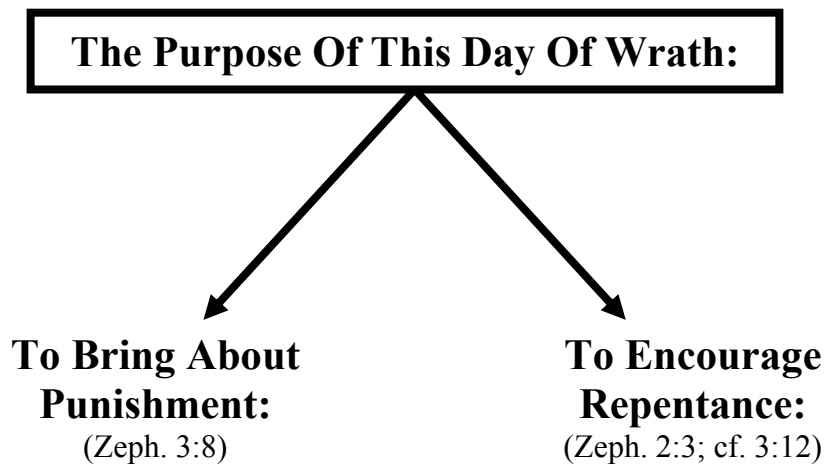 The Purpose Of This Day Of Wrath:
To Bring About
Punishment:
(Zeph. 3:8)
To Encourage
Repentance:
(Zeph. 2:3; cf. 3:12)